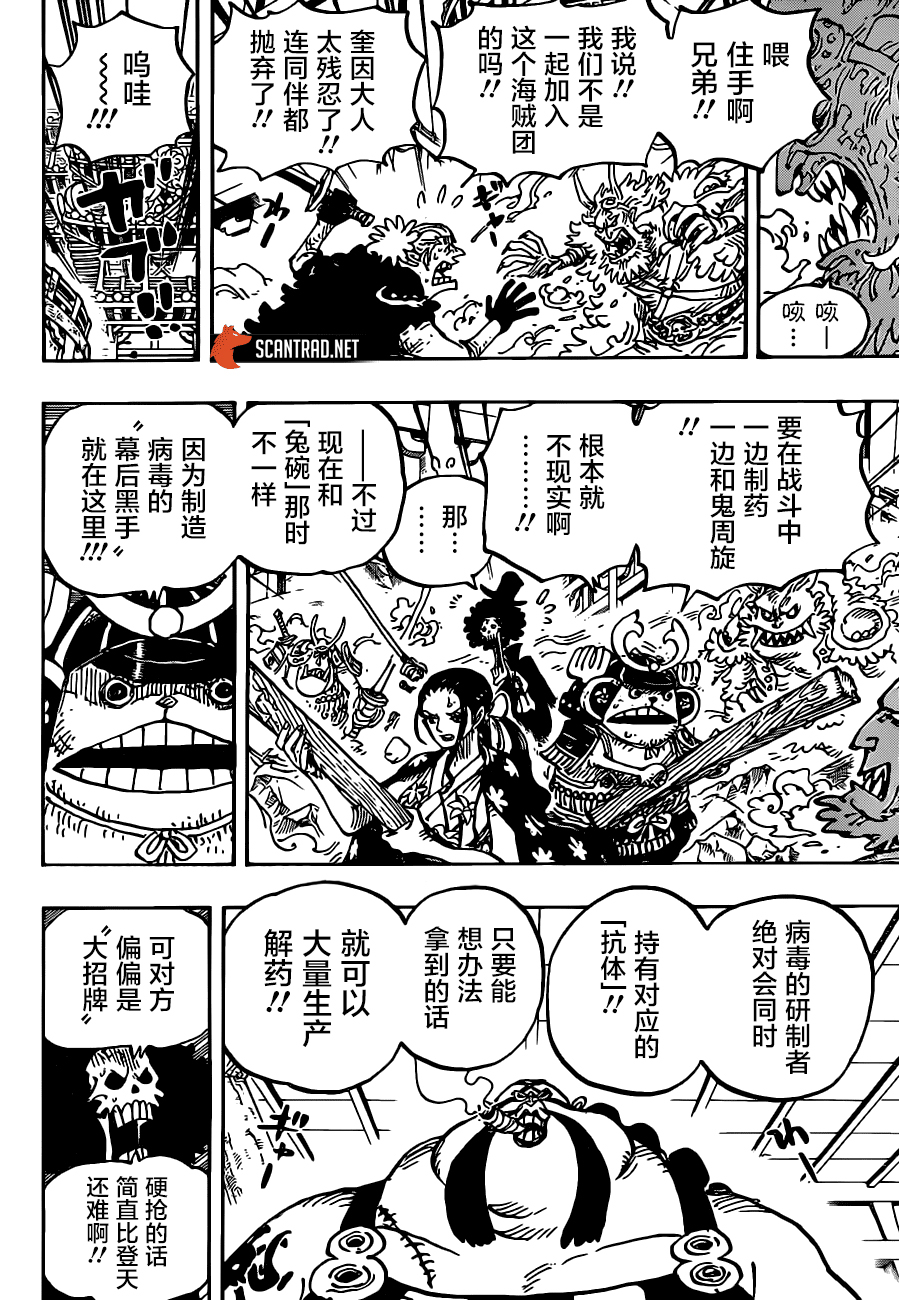 喂
住手啊
兄弟!!
咴—
咴…
我说!!
我们不是
一起加入
这个海贼团
的吗!!
奎因大人
太残忍了!!
连同伴都
抛弃了!!
SCANTRAD.NET
呜哇
～～!!!
要在战斗中
一边制药
一边和鬼周旋
!!
根本就
不现实啊
………!!
那…
……
——不过
现在和
「兔碗」那时
不一样
因为制造
病毒的
〝幕后黑手〟
就在这里!!!
病毒的研制者
绝对会同时
持有对应的
「抗体」!!
只要能
想办法
拿到的话
就可以
大量生产
解药!!
可对方
偏偏是
〝大招牌〟
硬抢的话
简直比登天
还难啊!!